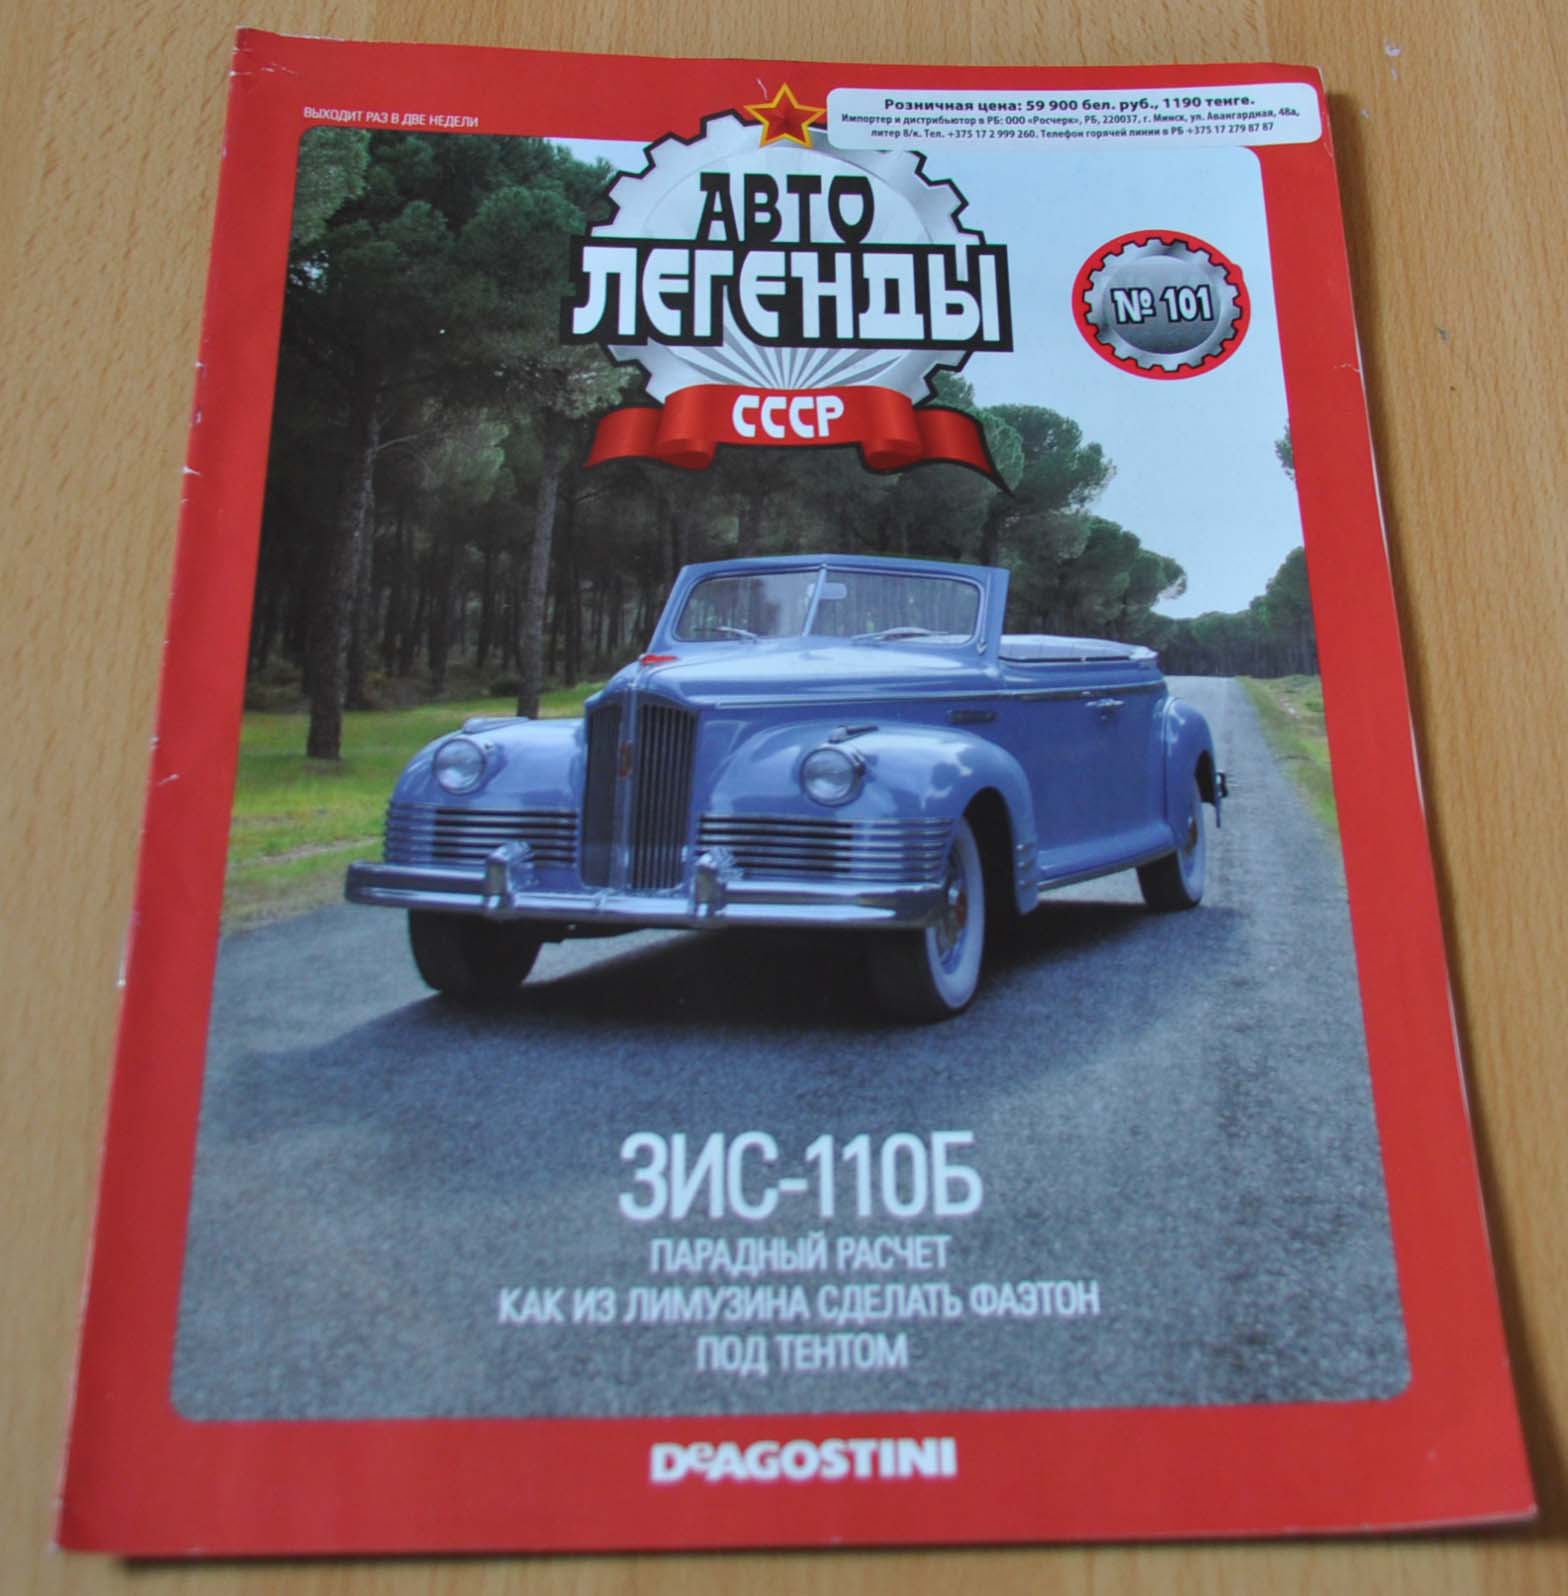 ВЫХОДИТ РАЗ В ДВЕ НЕДЕЛИ
Розничная цена: 59 900 бел. руб., 1190 тенге.
Импортер и дистрибьютор в РБ: ООО «Росчерк», РБ, 220037, г. Минск, ул. Авангардная, 48а,
литер 8/к. Тел. +375 17 2 999 260. Телефон горячей линии в РБ +375 17 279 87 87
АВТО
ЛЕГЕНДЫ
СССР
№ 101
ЗИС-110Б
ПАРАДНЫЙ РАСЧЕТ
КАК ИЗ ЛИМУЗИНА СДЕЛАТЬ ФАЭТОН
ПОД ТЕНТОМ
DeAGOSTINI